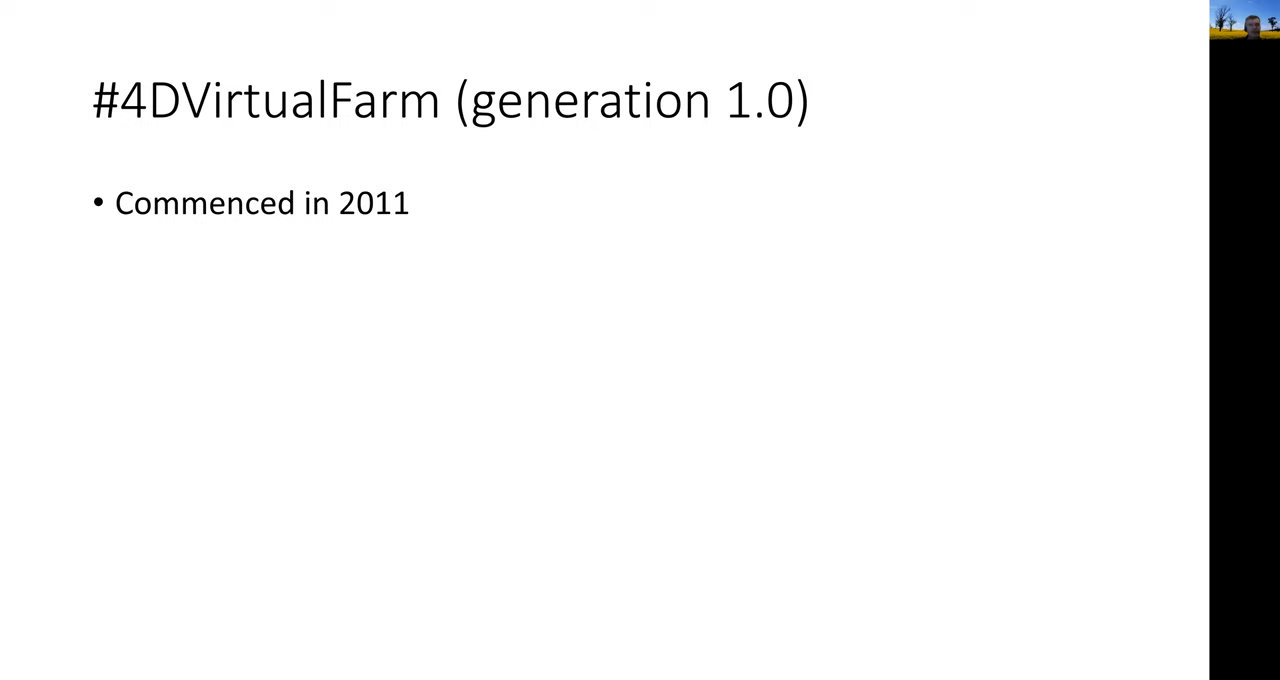 #4DVirtualFarm (generation 1.0)
• Commenced in 2011